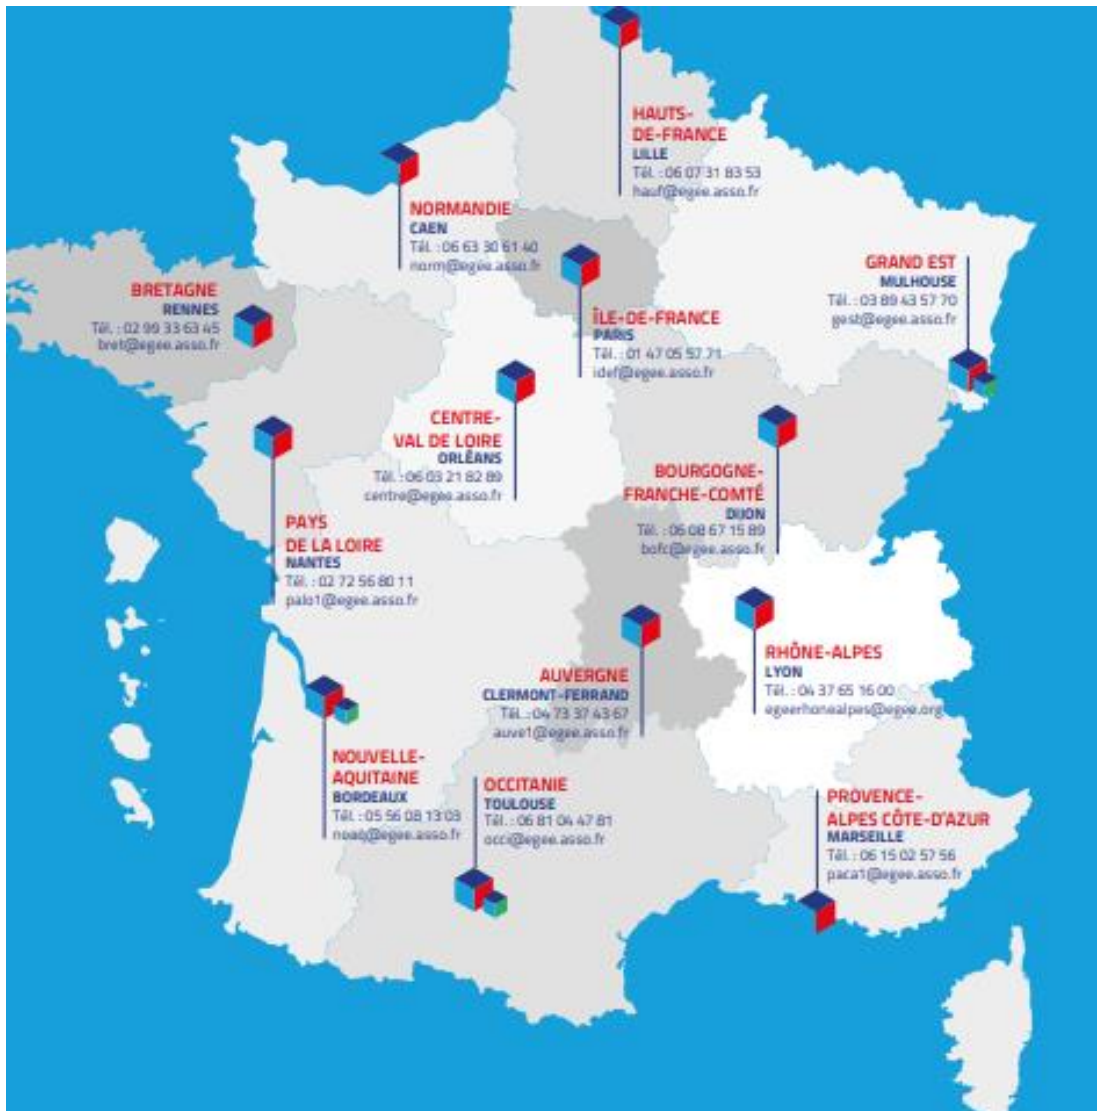 HAUTS-
DE-FRANCE
LILLE
Tél. : 06 07 31 83 53
hauf@egee.asso.fr
NORMANDIE
CAEN
Tél. : 06 63 30 61 40
norm@egee.asso.fr
GRAND EST
MULHOUSE
Tél. : 03 89 43 57 70
gest@egee.asso.fr
BRETAGNE
RENNES
Tél. : 02 99 33 63 45
bret@egee.asso.fr
ÎLE-DE-FRANCE
PARIS
Tél. : 01 47 05 57 71
idef@egee.asso.fr
CENTRE-
VAL DE LOIRE
ORLÉANS
Tél. : 06 03 21 82 89
centre@egee.asso.fr
BOURGOGNE-
FRANCHE-COMTÉ
DIJON
Tél. : 06 08 67 15 89
bofc@egee.asso.fr
PAYS
DE LA LOIRE
NANTES
Tél. : 02 72 56 80 11
palo1@egee.asso.fr
RHÔNE-ALPES
LYON
Tél. : 04 37 65 16 00
egeerhonealpes@egee.org
AUVERGNE
CLERMONT-FERRAND
Tél. : 04 73 37 43 67
auve1@egee.asso.fr
NOUVELLE-
AQUITAINE
BORDEAUX
Tél. : 05 56 08 13 03
noaq@egee.asso.fr
OCCITANIE
TOULOUSE
Tél. : 06 81 04 47 81
occi@egee.asso.fr
PROVENCE-
ALPES CÔTE-D'AZUR
MARSEILLE
Tél. : 06 15 02 57 56
paca1@egee.asso.fr